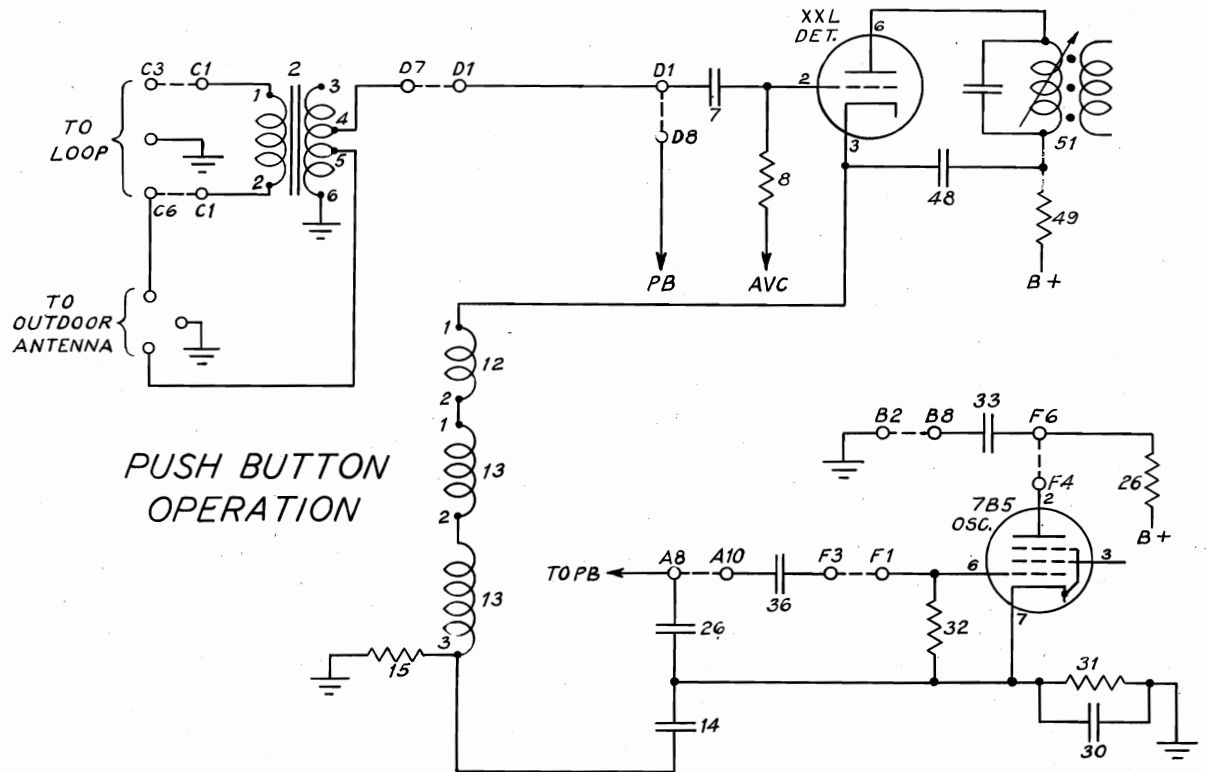 XXL
DET.
6
C3
C1
2
3
D7
D1
D1
1
4
7
2
TO
LOOP
D8
5
3
51
8
2
6
48
C6
C1
49
PB
AVC
B+
TO
OUTDOOR
ANTENNA
1
12
2
1
33
B2
B8
F6
PUSH BUTTON
OPERATION
13
26
F4
2
2
7B5
OSC.
B+
A8
A10
F3
F1
3
TO PB
6
13
36
26
32
7
3
15
31
14
30